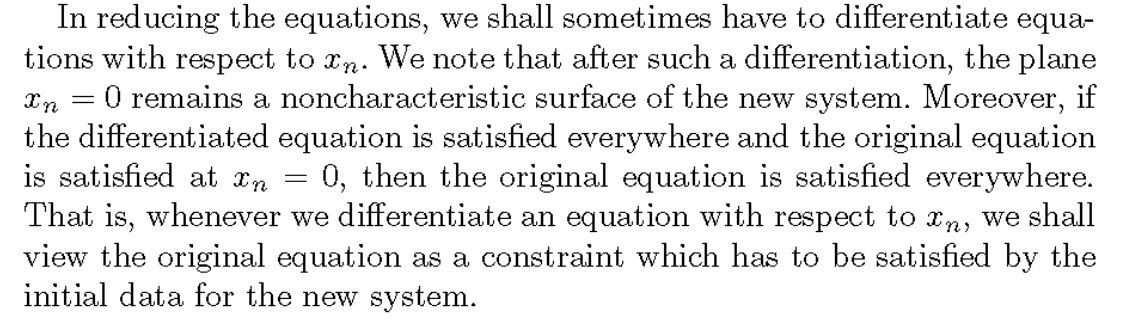 In reducing the equations, we shall sometimes have to differentiate equa-
tions with respect to xₙ. We note that after such a differentiation, the plane
xₙ = 0 remains a noncharacteristic surface of the new system. Moreover, if
the differentiated equation is satisfied everywhere and the original equation
is satisfied at xₙ = 0, then the original equation is satisfied everywhere.
That is, whenever we differentiate an equation with respect to xₙ, we shall
view the original equation as a constraint which has to be satisfied by the
initial data for the new system.